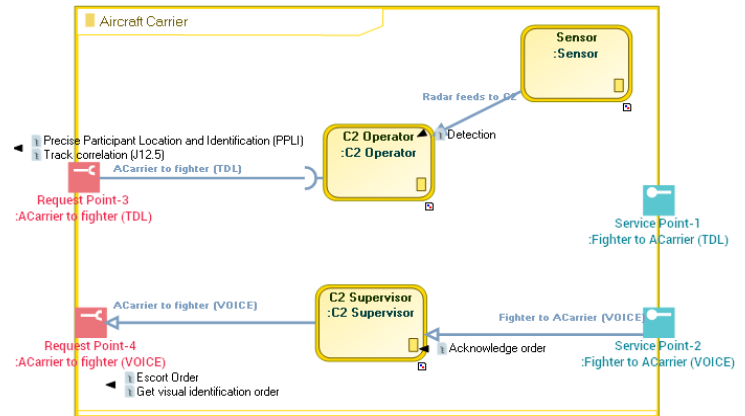 Aircraft Carrier
Sensor
:Sensor
Radar feeds to C2
Detection
Precise Participant Location and Identification (PPLI)
Track correlation (J12.5)
C2 Operator
:C2 Operator
ACarrier to fighter (TDL)
Request Point-3
:ACarrier to fighter (TDL)
Service Point-1
:Fighter to ACarrier (TDL)
C2 Supervisor
:C2 Supervisor
ACarrier to fighter (VOICE)
Fighter to ACarrier (VOICE)
Request Point-4
:ACarrier to fighter (VOICE)
Acknowledge order
Service Point-2
:Fighter to ACarrier (VOICE)
Escort Order
Get visual identification order